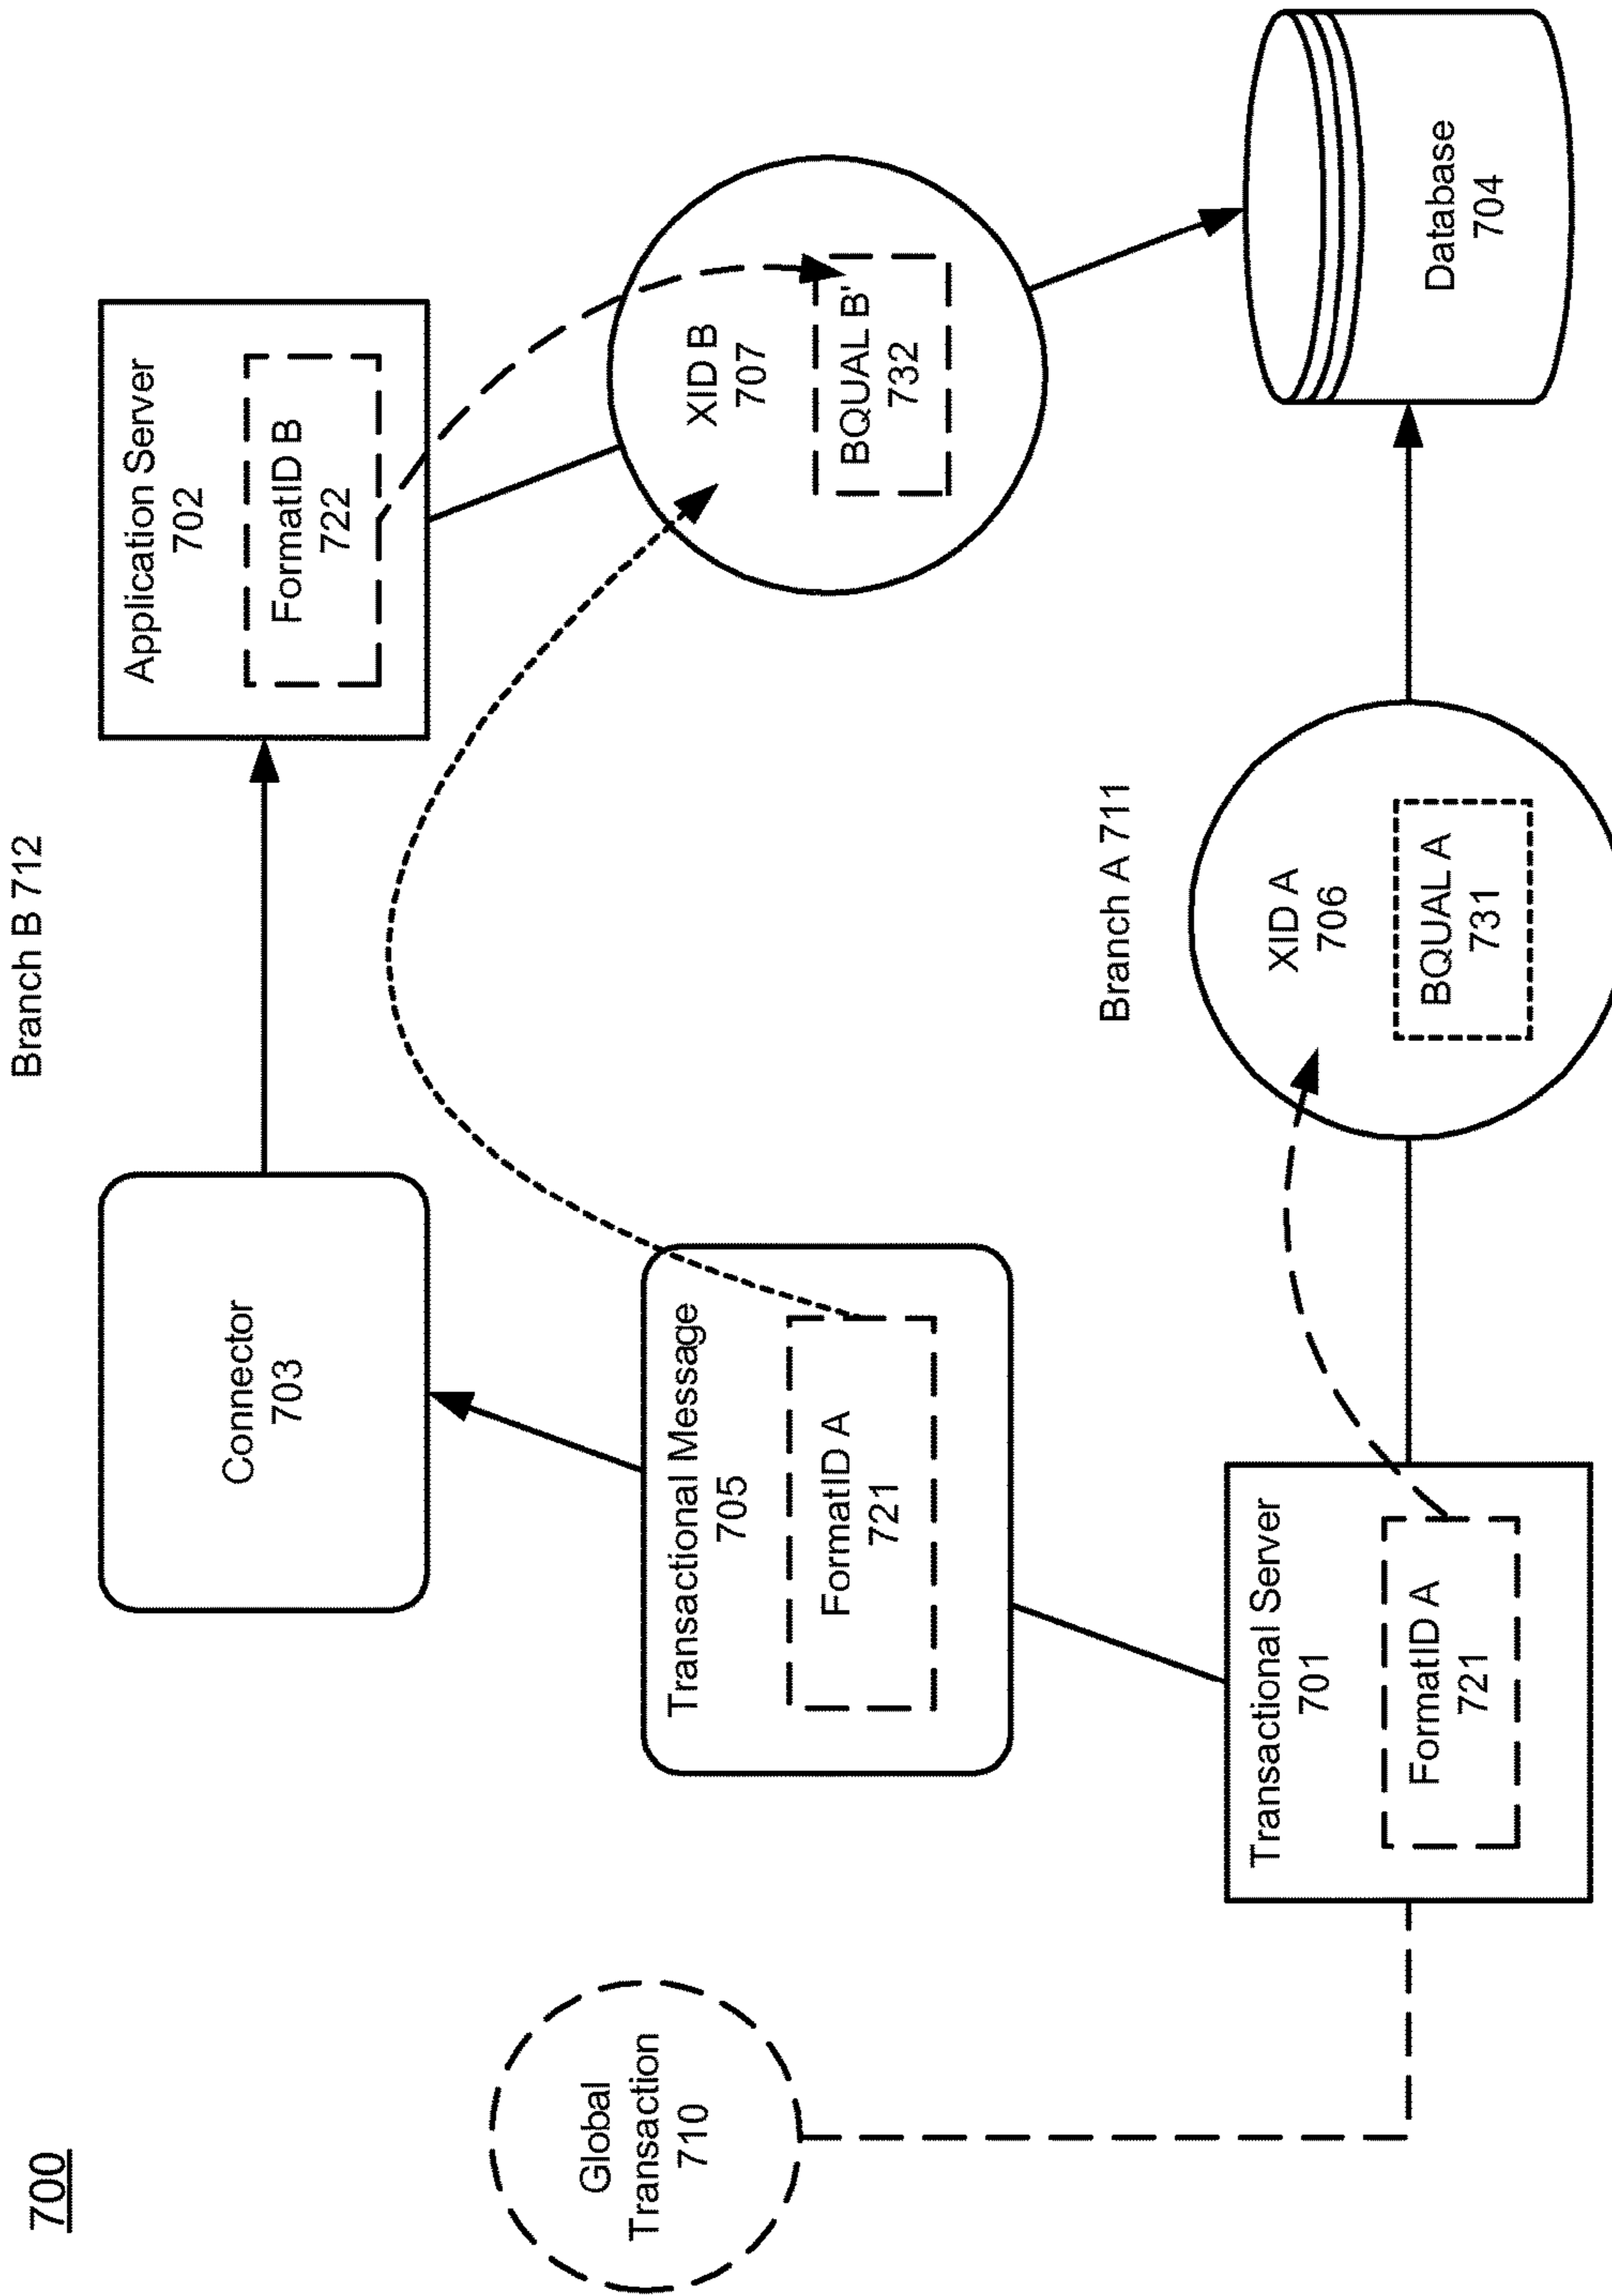 700
Branch B 712
Connector
703
Application Server
702
FormatID B
722
Global
Transaction
710
Transactional Message
705
FormatID A
721
XID B
707
BQUAL B'
732
Branch A 711
Transactional Server
701
FormatID A
721
XID A
706
BQUAL A
731
Database
704